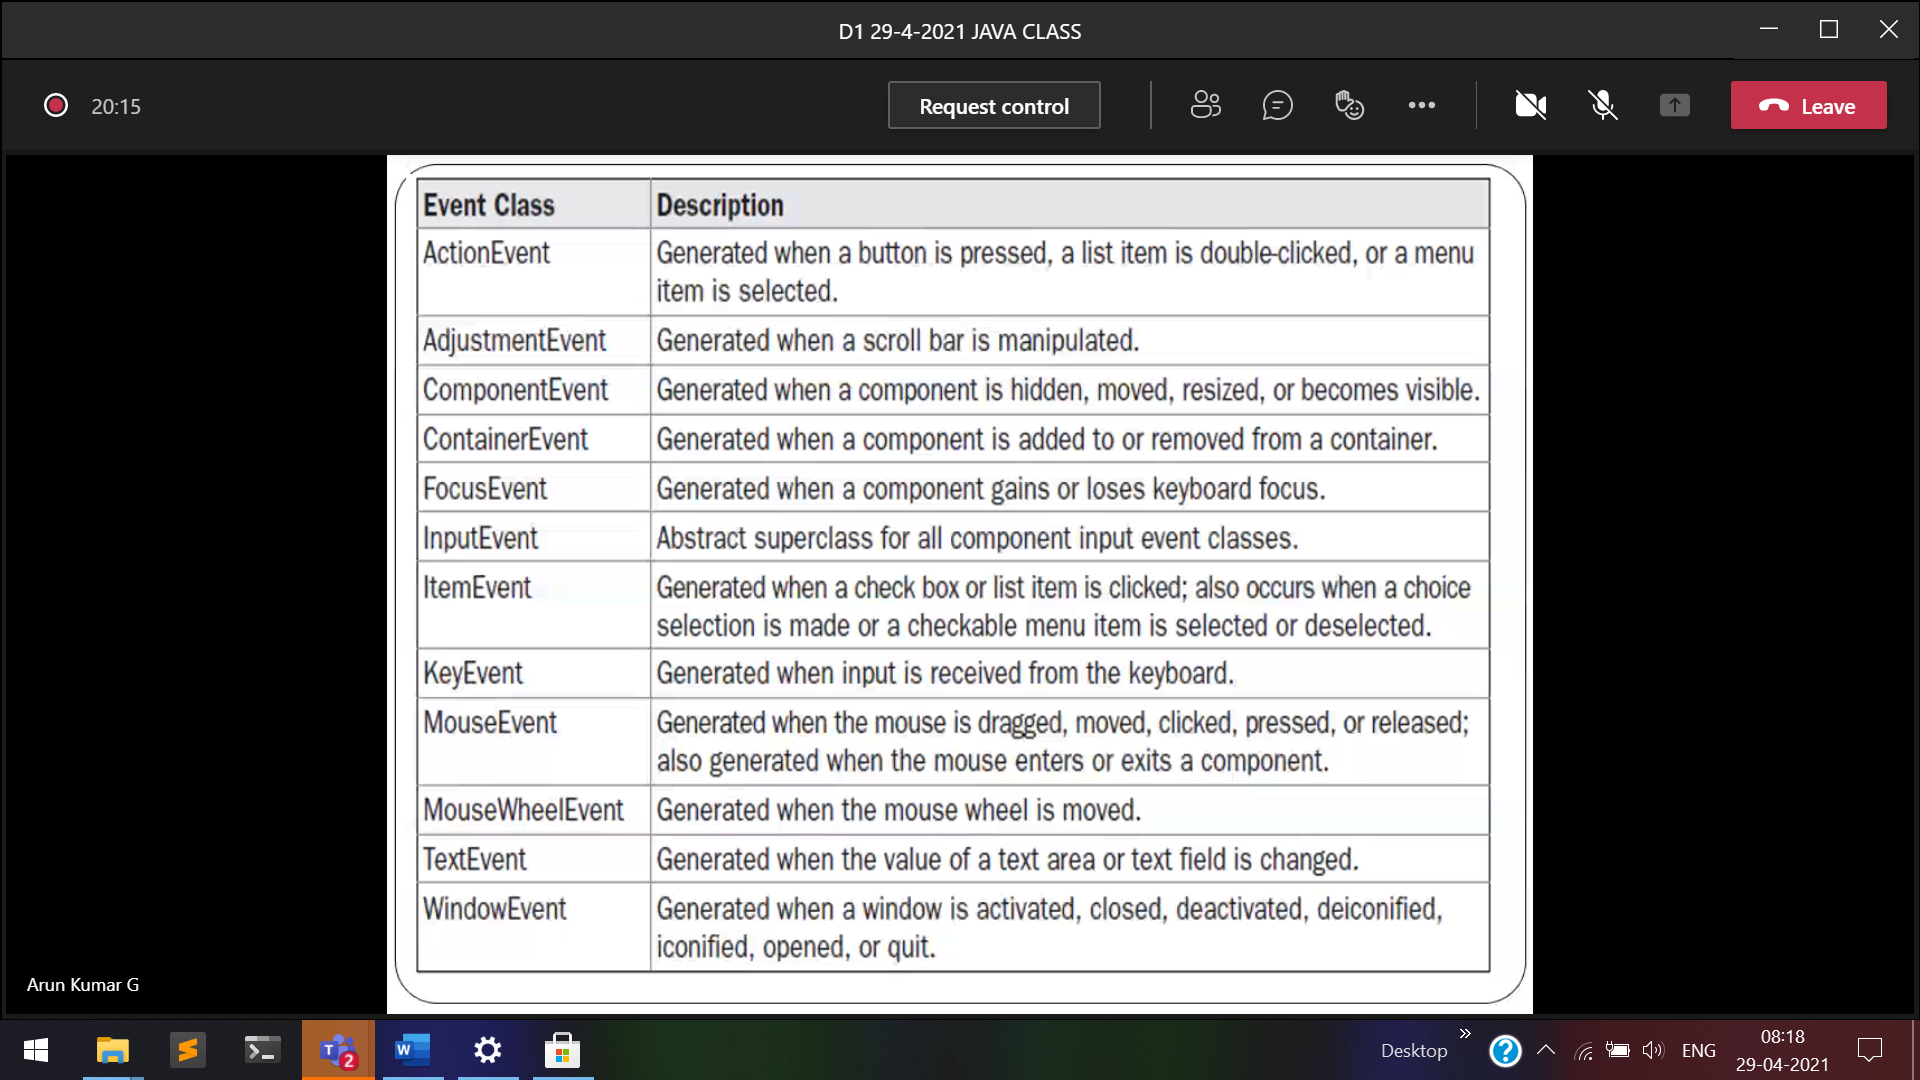 D1 29-4-2021 JAVA CLASS
20:15
Request control
Leave
Event Class Description
ActionEvent Generated when a button is pressed, a list item is double-clicked, or a menu
item is selected.
AdjustmentEvent Generated when a scroll bar is manipulated.
ComponentEvent Generated when a component is hidden, moved, resized, or becomes visible.
ContainerEvent Generated when a component is added to or removed from a container.
FocusEvent Generated when a component gains or loses keyboard focus.
InputEvent Abstract superclass for all component input event classes.
ItemEvent Generated when a check box or list item is clicked; also occurs when a choice
selection is made or a checkable menu item is selected or deselected.
KeyEvent Generated when input is received from the keyboard.
MouseEvent Generated when the mouse is dragged, moved, clicked, pressed, or released;
also generated when the mouse enters or exits a component.
MouseWheelEvent Generated when the mouse wheel is moved.
TextEvent Generated when the value of a text area or text field is changed.
WindowEvent Generated when a window is activated, closed, deactivated, deiconified,
iconified, opened, or quit.
Arun Kumar G
T 2 W Desktop » ? ENG 08:18
29-04-2021